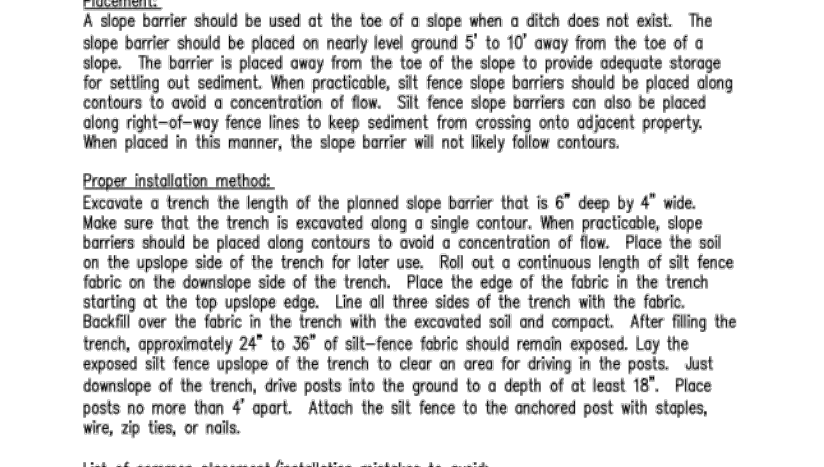 Placement:
A slope barrier should be used at the toe of a slope when a ditch does not exist. The
slope barrier should be placed on nearly level ground 5' to 10' away from the toe of a
slope. The barrier is placed away from the toe of the slope to provide adequate storage
for settling out sediment. When practicable, silt fence slope barriers should be placed along
contours to avoid a concentration of flow. Silt fence slope barriers can also be placed
along right-of-way fence lines to keep sediment from crossing onto adjacent property.
When placed in this manner, the slope barrier will not likely follow contours.
Proper installation method:
Excavate a trench the length of the planned slope barrier that is 6" deep by 4" wide.
Make sure that the trench is excavated along a single contour. When practicable, slope
barriers should be placed along contours to avoid a concentration of flow. Place the soil
on the upslope side of the trench for later use. Roll out a continuous length of silt fence
fabric on the downslope side of the trench. Place the edge of the fabric in the trench
starting at the top upslope edge. Line all three sides of the trench with the fabric.
Backfill over the fabric in the trench with the excavated soil and compact. After filling the
trench, approximately 24" to 36" of silt-fence fabric should remain exposed. Lay the
exposed silt fence upslope of the trench to clear an area for driving in the posts. Just
downslope of the trench, drive posts into the ground to a depth of at least 18". Place
posts no more than 4' apart. Attach the silt fence to the anchored post with staples,
wire, zip ties, or nails.
List of common placement/installation mistakes to avoid: